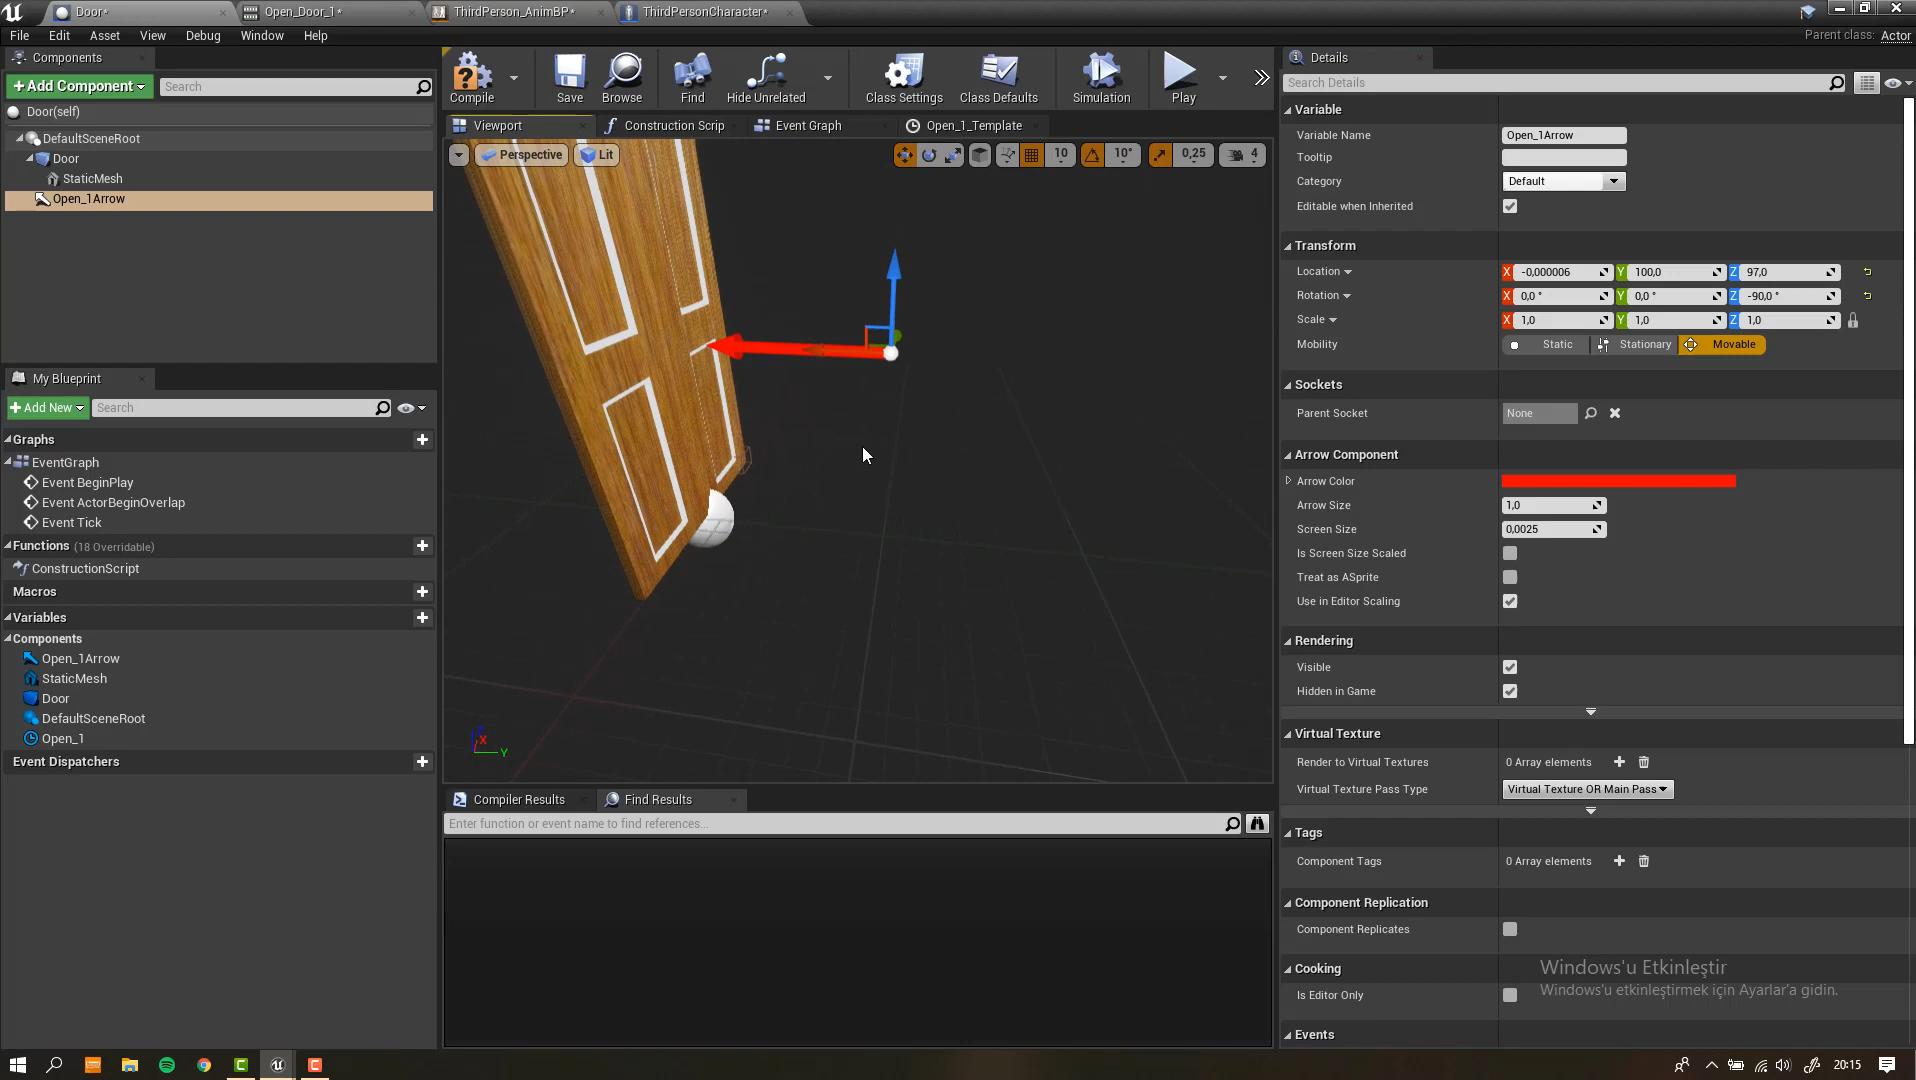 Door*
Open_Door_1*
ThirdPerson_AnimBP*
ThirdPersonCharacter*
File Edit Asset View Debug Window Help
Parent class: Actor
Components
+ Add Component
Search
Door(self)
DefaultSceneRoot
Door
StaticMesh
Open_1Arrow
My Blueprint
+ Add New
Search
Graphs
EventGraph
Event BeginPlay
Event ActorBeginOverlap
Event Tick
Functions (18 Overridable)
ConstructionScript
Macros
Variables
Components
Open_1Arrow
StaticMesh
Door
DefaultSceneRoot
Open_1
Event Dispatchers
Compile Save Browse Find Hide Unrelated Class Settings Class Defaults Simulation Play
Viewport Construction Scrip Event Graph Open_1_Template
Perspective Lit 10 10° 0,25 4
X Y
Compiler Results Find Results
Enter function or event name to find references...
Details
Search Details
Variable
Variable Name Open_1Arrow
Tooltip
Category Default
Editable when Inherited
Transform
Location X -0,000006 Y 100,0 Z 97,0
Rotation X 0,0 ° Y 0,0 ° Z -90,0 °
Scale X 1,0 Y 1,0 Z 1,0
Mobility Static Stationary Movable
Sockets
Parent Socket None
Arrow Component
Arrow Color
Arrow Size 1,0
Screen Size 0,0025
Is Screen Size Scaled
Treat as ASprite
Use in Editor Scaling
Rendering
Visible
Hidden in Game
Virtual Texture
Render to Virtual Textures 0 Array elements
Virtual Texture Pass Type Virtual Texture OR Main Pass
Tags
Component Tags 0 Array elements
Component Replication
Component Replicates
Cooking
Is Editor Only
Events
Windows'u Etkinleştir
Windows'u etkinleştirmek için Ayarlar'a gidin.
20:15